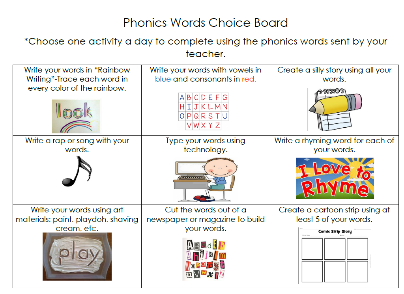 Phonics Words Choice Board
*Choose one activity a day to complete using the phonics words sent by your
teacher.
Write your words in "Rainbow
Writing"-Trace each word in
every color of the rainbow.
look
Write your words with vowels in
blue and consonants in red.
A B C D E F G
H I J K L M N
O P Q R S T U
V W X Y Z
Create a silly story using all your
words.
Write a rap or song with your
words.
Type your words using
technology.
Write a rhyming word for each of
your words.
I Love to
Rhyme
Write your words using art
materials: paint, playdoh, shaving
cream, etc.
play
Cut the words out of a
newspaper or magazine to build
your words.
Create a cartoon strip using at
least 5 of your words.
Comic Strip Story